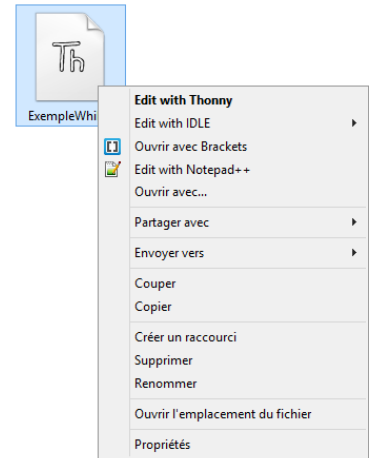 Th
ExempleWhi
Edit with Thonny
Edit with IDLE
Ouvrir avec Brackets
Edit with Notepad++
Ouvrir avec...
Partager avec
Envoyer vers
Couper
Copier
Créer un raccourci
Supprimer
Renommer
Ouvrir l'emplacement du fichier
Propriétés